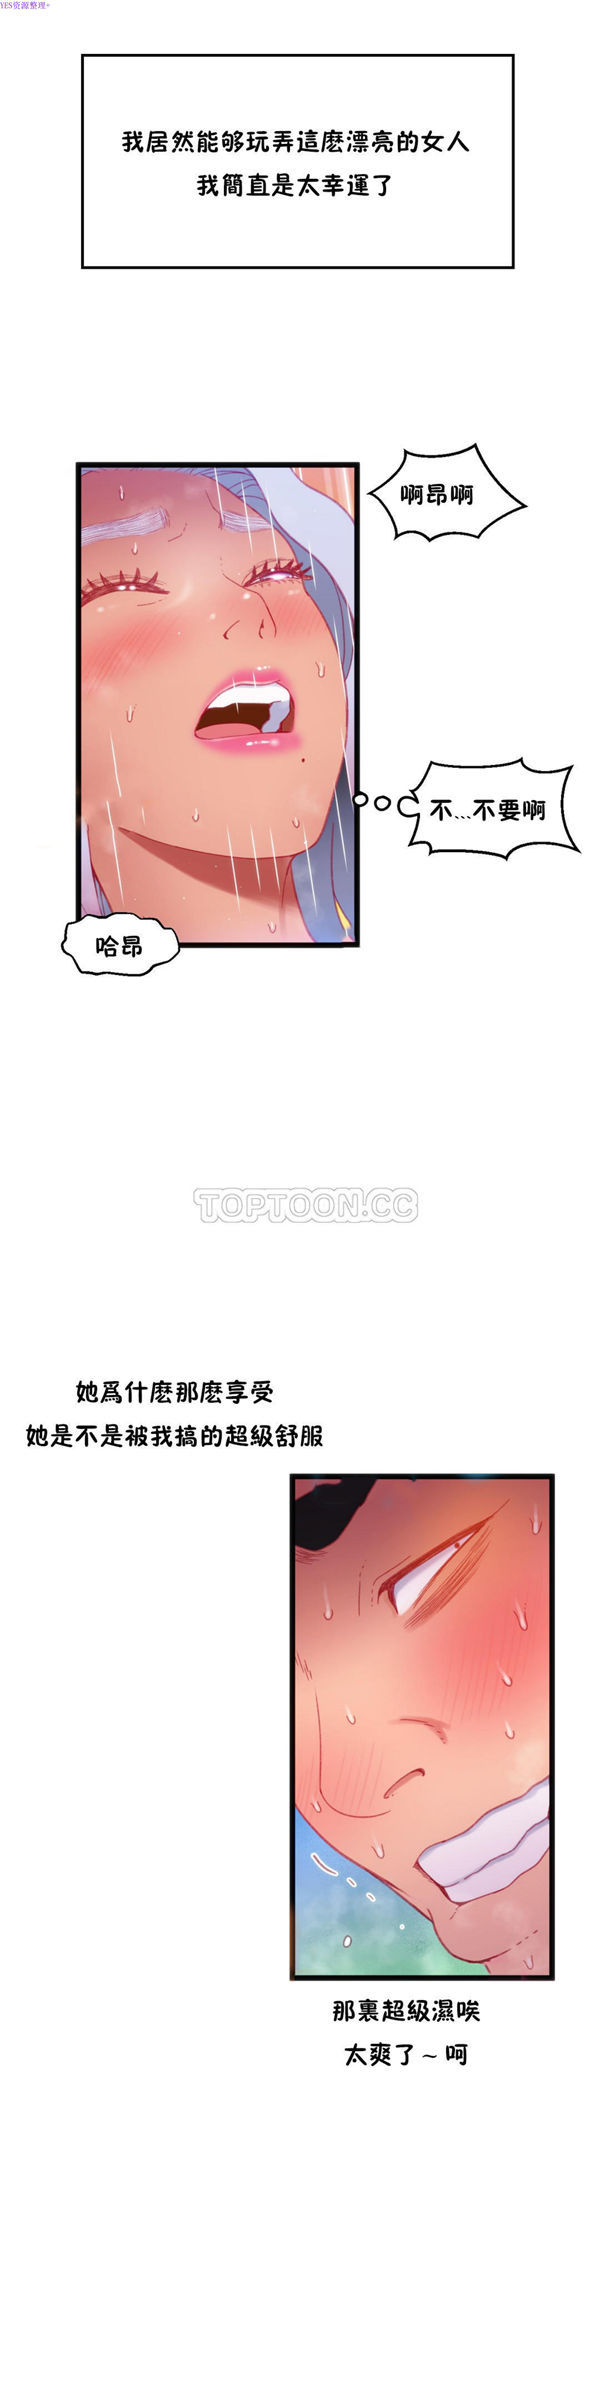 YES资源整理+
我居然能够玩弄這麽漂亮的女人
我簡直是太幸運了
啊昂啊
不...不要啊
哈昂
TOPTOON.CC
她爲什麽那麽享受
她是不是被我搞的超級舒服
那裏超級濕唉
太爽了~呵